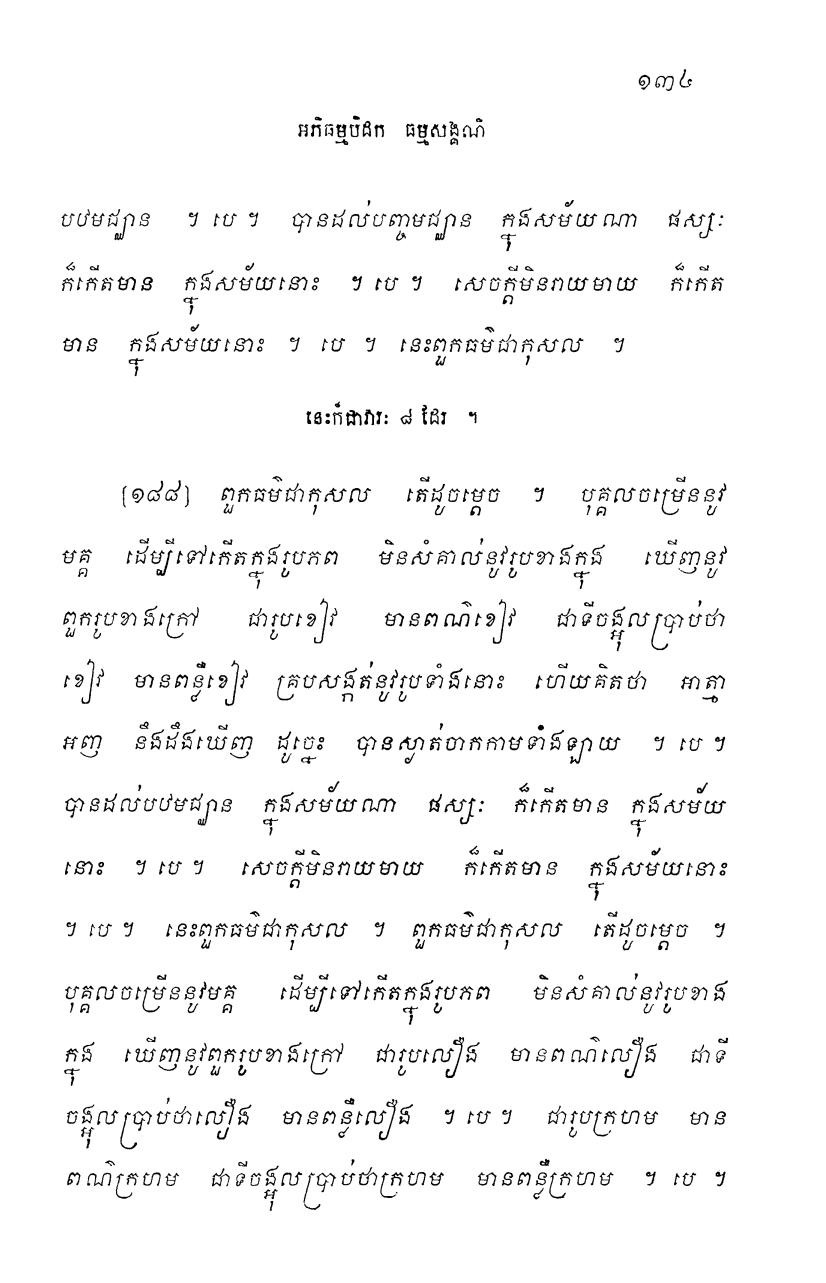 ១៣៤
អភិធម្មបិដក ធម្មសង្គណិ
បឋមជ្ឈាន ។ បេ ។ បានដល់បញ្ចមជ្ឈាន ក្នុងសម័យណា ផស្សៈ
ក៏កើតមាន ក្នុងសម័យនោះ ។ បេ ។ សេចក្តីមិនរាយមាយ ក៏កើត
មាន ក្នុងសម័យនោះ ។ បេ ។ នេះពួកធម៌ជាកុសល ។
នេះក៏ជាវារៈ ៨ ដែរ ។
[១៨៨] ពួកធម៌ជាកុសល តើដូចម្តេច ។ បុគ្គលចម្រើននូវ
មគ្គ ដើម្បីទៅកើតក្នុងរូបភព មិនសំគាល់នូវរូបខាងក្នុង ឃើញនូវ
ពួករូបខាងក្រៅ ជារូបខៀវ មានពណ៌ខៀវ ជាទីចង្អុលប្រាប់ថា
ខៀវ មានពន្លឺខៀវ គ្របសង្កត់នូវរូបទាំងនោះ ហើយគិតថា អាត្មា
អញ នឹងដឹងឃើញ ដូច្នេះ បានស្ងាត់ចាកកាមទាំងឡាយ ។ បេ ។
បានដល់បឋមជ្ឈាន ក្នុងសម័យណា ផស្សៈ ក៏កើតមាន ក្នុងសម័យ
នោះ ។ បេ ។ សេចក្តីមិនរាយមាយ ក៏កើតមាន ក្នុងសម័យនោះ
។ បេ ។ នេះពួកធម៌ជាកុសល ។ ពួកធម៌ជាកុសល តើដូចម្តេច ។
បុគ្គលចម្រើននូវមគ្គ ដើម្បីទៅកើតក្នុងរូបភព មិនសំគាល់នូវរូបខាង
ក្នុង ឃើញនូវពួករូបខាងក្រៅ ជារូបលឿង មានពណ៌លឿង ជាទី
ចង្អុលប្រាប់ថាលឿង មានពន្លឺលឿង ។ បេ ។ ជារូបក្រហម មាន
ពណ៌ក្រហម ជាទីចង្អុលប្រាប់ថាក្រហម មានពន្លឺក្រហម ។ បេ ។